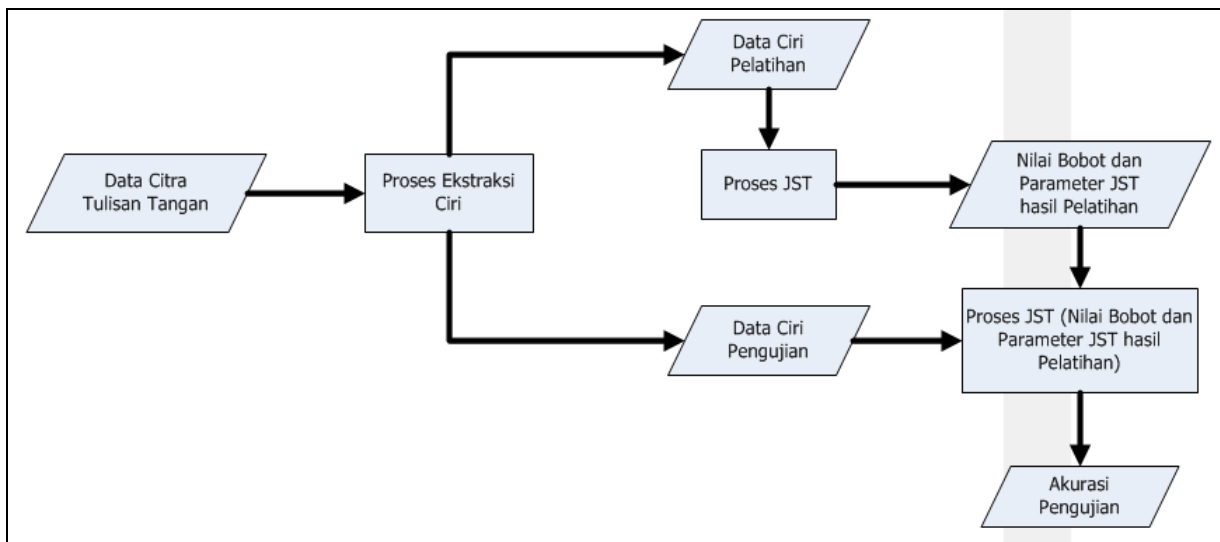 Data Ciri
Pelatihan
Data Citra
Tulisan Tangan
Proses Ekstraksi
Ciri
Proses JST
Nilai Bobot dan
Parameter JST
hasil Pelatihan
Data Ciri
Pengujian
Proses JST (Nilai Bobot dan
Parameter JST hasil
Pelatihan)
Akurasi
Pengujian